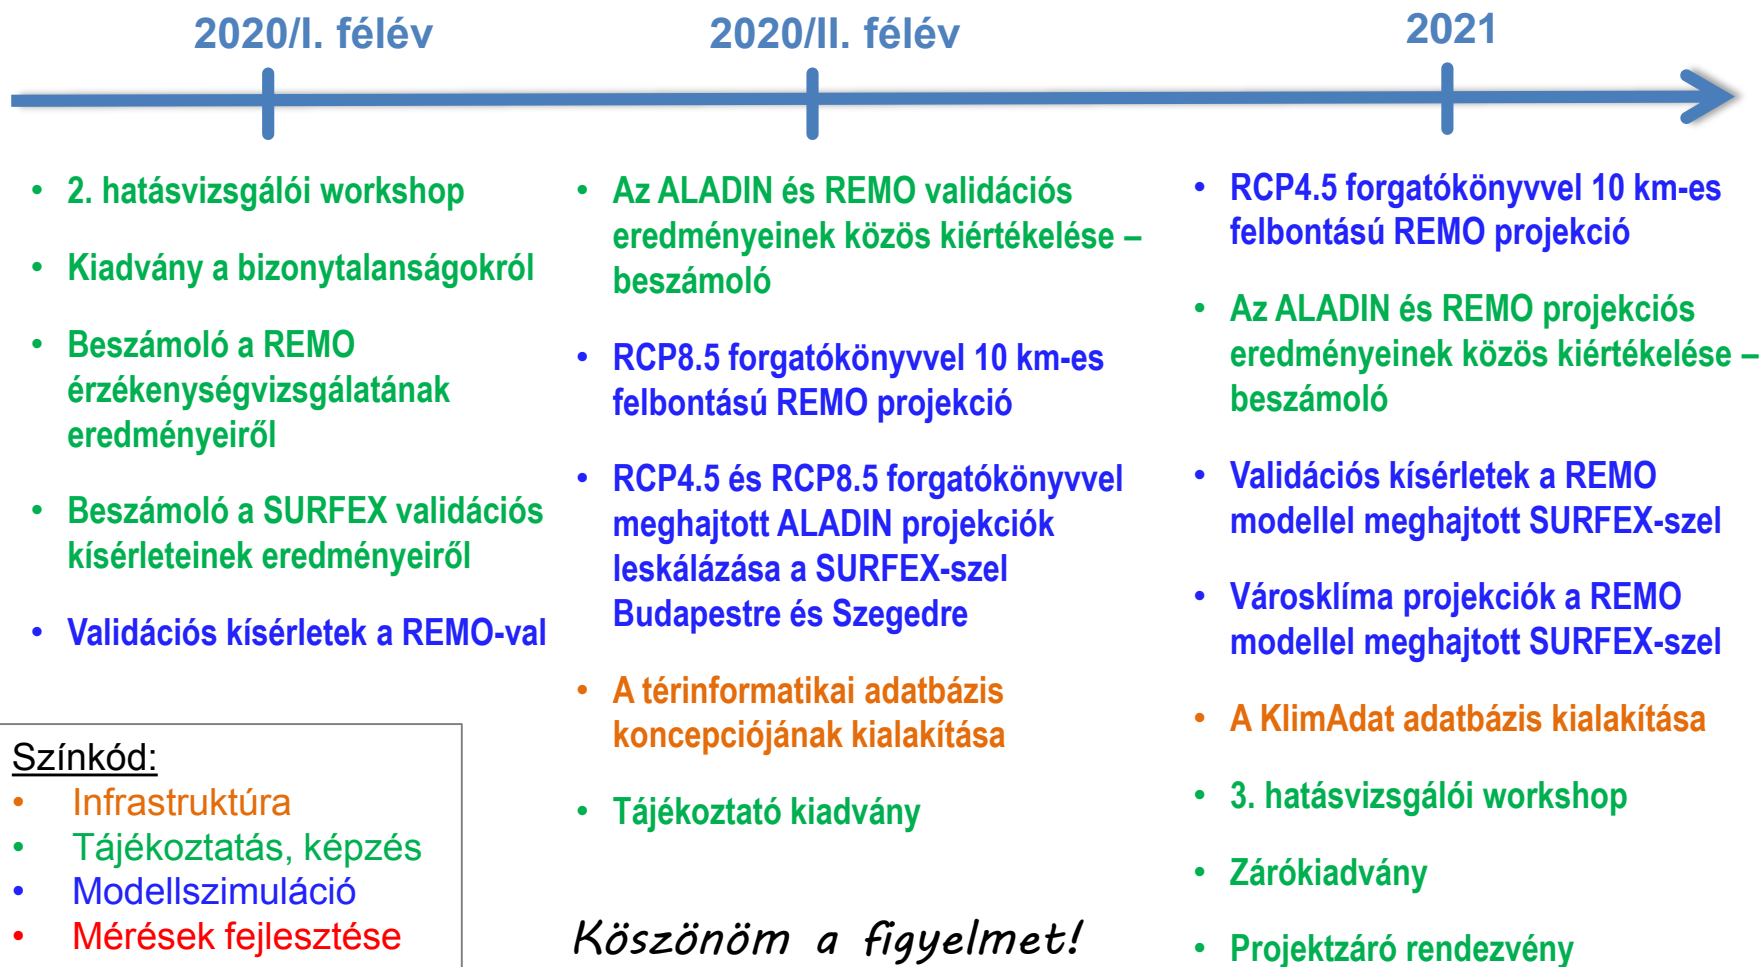 2020/I. félév
2020/II. félév
2021
• 2. hatásvizsgálói workshop
• Kiadvány a bizonytalanságokról
• Beszámoló a REMO
érzékenységvizsgálatának
eredményeiről
• Beszámoló a SURFEX validációs
kísérleteinek eredményeiről
• Validációs kísérletek a REMO-val
• Az ALADIN és REMO validációs
eredményeinek közös kiértékelése –
beszámoló
• RCP8.5 forgatókönyvvel 10 km-es
felbontású REMO projekció
• RCP4.5 és RCP8.5 forgatókönyvvel
meghajtott ALADIN projekciók
leskálázása a SURFEX-szel
Budapestre és Szegedre
• A térinformatikai adatbázis
koncepciójának kialakítása
• Tájékoztató kiadvány
• RCP4.5 forgatókönyvvel 10 km-es
felbontású REMO projekció
• Az ALADIN és REMO projekciós
eredményeinek közös kiértékelése –
beszámoló
• Validációs kísérletek a REMO
modellel meghajtott SURFEX-szel
• Városklíma projekciók a REMO
modellel meghajtott SURFEX-szel
• A KlimAdat adatbázis kialakítása
• 3. hatásvizsgálói workshop
• Zárókiadvány
• Projektzáró rendezvény
Színkód:
• Infrastruktúra
• Tájékoztatás, képzés
• Modellszimuláció
• Mérések fejlesztése
Köszönöm a figyelmet!